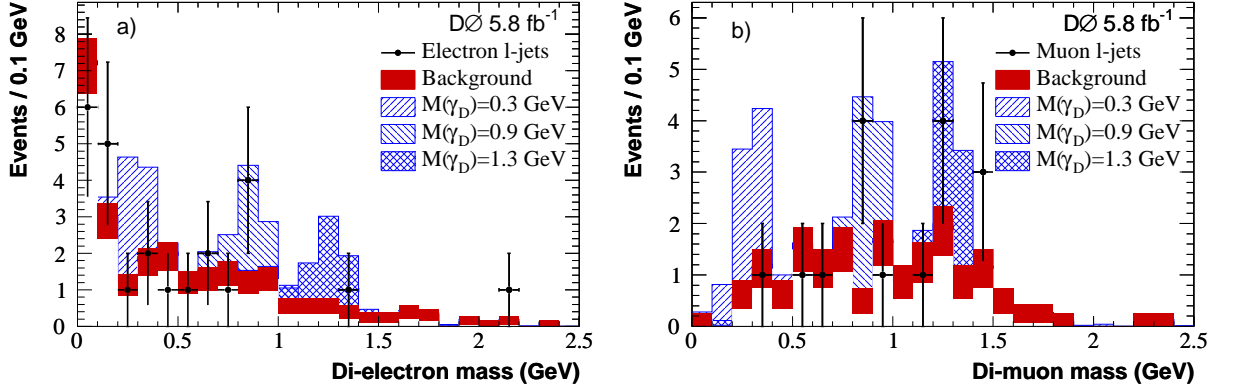 a)
DØ 5.8 fb-1
Events / 0.1 GeV
Electron l-jets
Background
M(γD)=0.3 GeV
M(γD)=0.9 GeV
M(γD)=1.3 GeV
8
7
6
5
4
3
2
1
0
0 0.5 1 1.5 2 2.5
Di-electron mass (GeV)
b)
DØ 5.8 fb-1
Events / 0.1 GeV
Muon l-jets
Background
M(γD)=0.3 GeV
M(γD)=0.9 GeV
M(γD)=1.3 GeV
6
5
4
3
2
1
0
0 0.5 1 1.5 2 2.5
Di-muon mass (GeV)